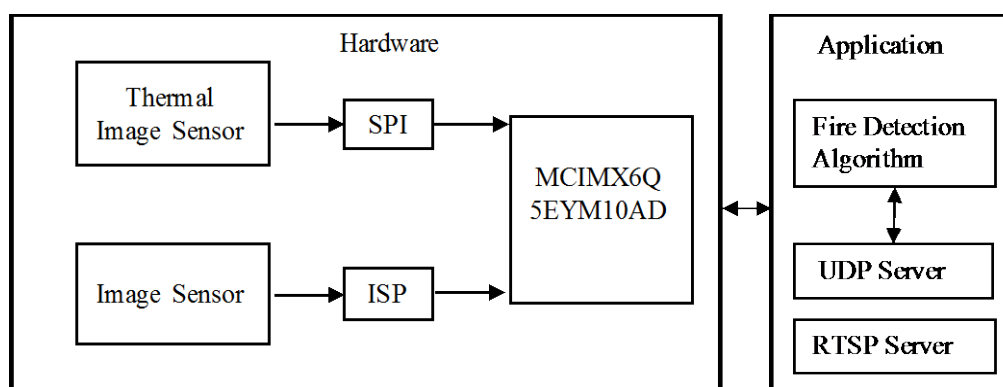 Hardware
Thermal
Image Sensor
SPI
MCIMX6Q
5EYM10AD
Image Sensor
ISP
Application
Fire Detection
Algorithm
UDP Server
RTSP Server